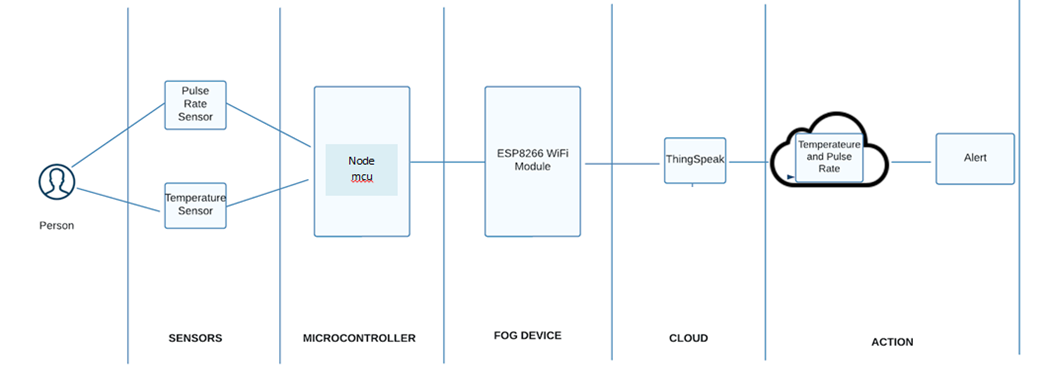 Pulse
Rate
Sensor
Temperature
Sensor
Person
Node
mcu
ESP8266 WiFi
Module
ThingSpeak
Temperateure
and Pulse
Rate
Alert
SENSORS
MICROCONTROLLER
FOG DEVICE
CLOUD
ACTION